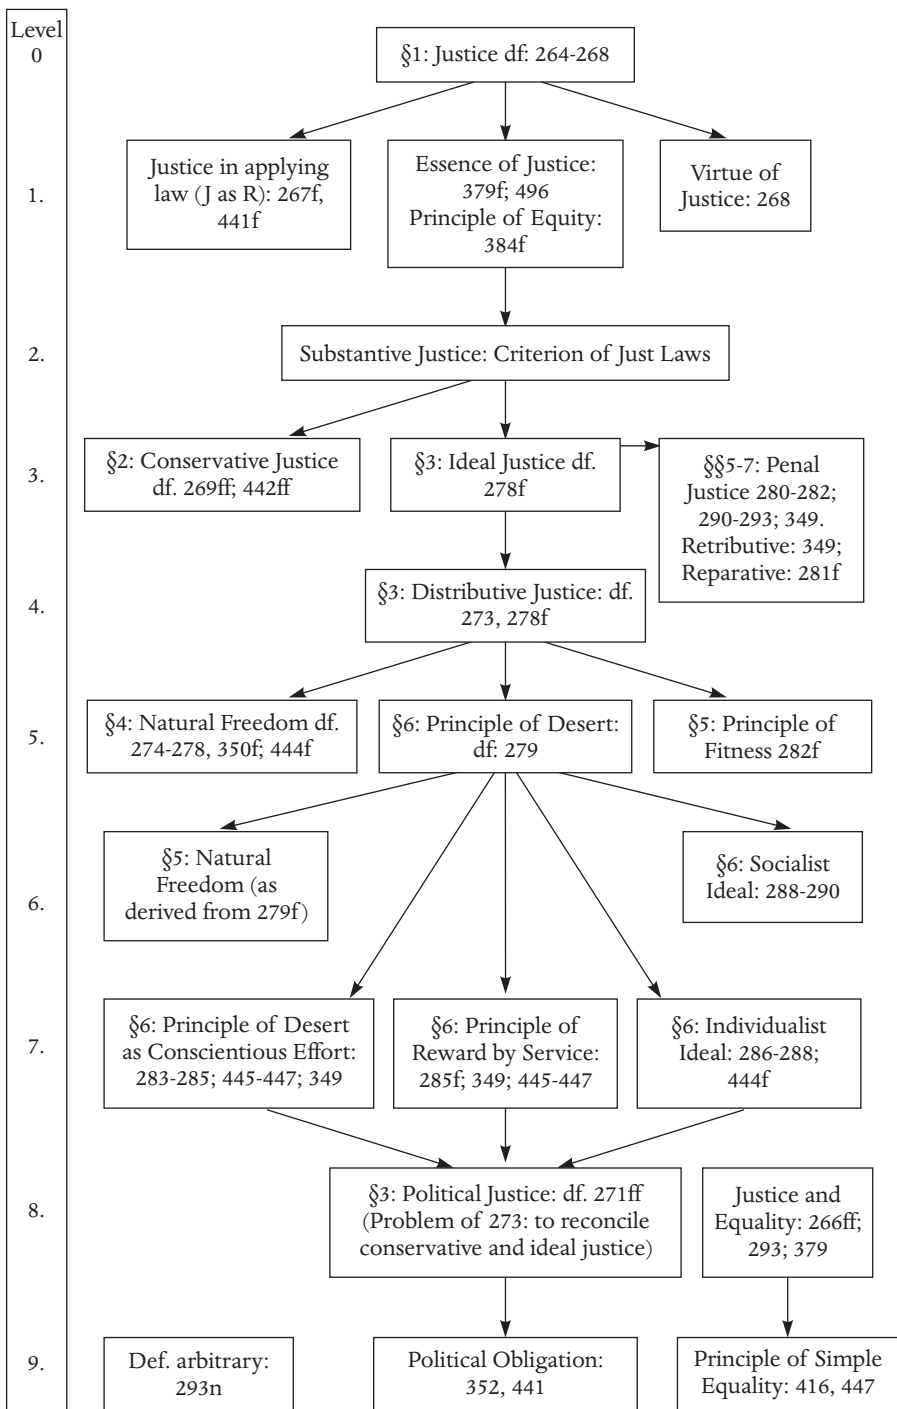 Level
0
§1: Justice df: 264-268
1.
Justice in applying
law (J as R): 267f,
441f
Essence of Justice:
379f; 496
Principle of Equity:
384f
Virtue of
Justice: 268
2.
Substantive Justice: Criterion of Just Laws
3.
§2: Conservative Justice
df. 269ff; 442ff
§3: Ideal Justice df.
278f
§§5-7: Penal
Justice 280-282;
290-293; 349.
Retributive: 349;
Reparative: 281f
4.
§3: Distributive Justice: df.
273, 278f
5.
§4: Natural Freedom df.
274-278, 350f; 444f
§6: Principle of Desert:
df: 279
§5: Principle of
Fitness 282f
6.
§5: Natural
Freedom (as
derived from 279f)
§6: Socialist
Ideal: 288-290
7.
§6: Principle of Desert
as Conscientious Effort:
283-285; 445-447; 349
§6: Principle of
Reward by Service:
285f; 349; 445-447
§6: Individualist
Ideal: 286-288;
444f
8.
§3: Political Justice: df. 271ff
(Problem of 273: to reconcile
conservative and ideal justice)
Justice and
Equality: 266ff;
293; 379
9.
Def. arbitrary:
293n
Political Obligation:
352, 441
Principle of Simple
Equality: 416, 447